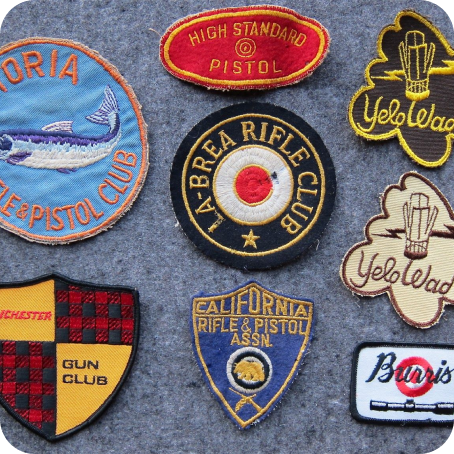 TORIA
RIFLE & PISTOL CLUB
HIGH STANDARD
PISTOL
Yelo Wad
LA-BREA RIFLE CLUB
Yelo Wad
CHESTER
GUN
CLUB
CALIFORNIA
RIFLE & PISTOL
ASSN.
Burris